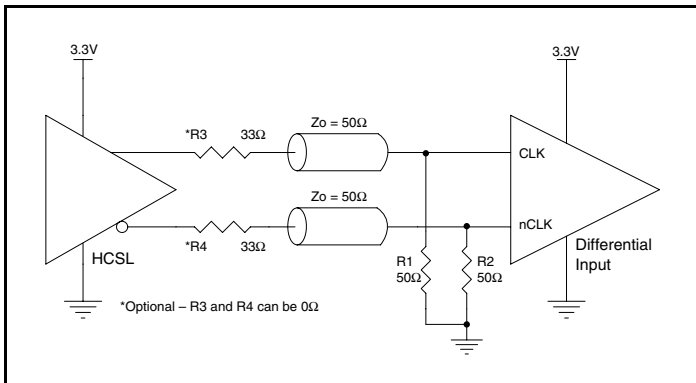 3.3V
3.3V
*R3
33Ω
Zo = 50Ω
CLK
Zo = 50Ω
nCLK
HCSL
*R4
33Ω
R1
50Ω
R2
50Ω
Differential
Input
*Optional – R3 and R4 can be 0Ω